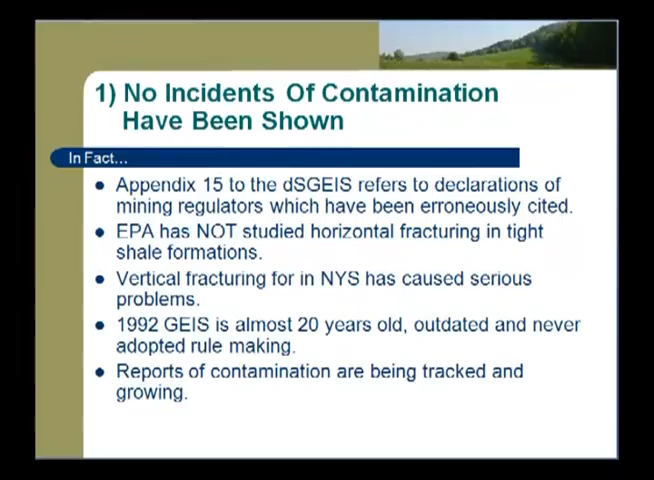 1) No Incidents Of Contamination
Have Been Shown
In Fact...
• Appendix 15 to the dSGEIS refers to declarations of
mining regulators which have been erroneously cited.
• EPA has NOT studied horizontal fracturing in tight
shale formations.
• Vertical fracturing for in NYS has caused serious
problems.
• 1992 GEIS is almost 20 years old, outdated and never
adopted rule making.
• Reports of contamination are being tracked and
growing.